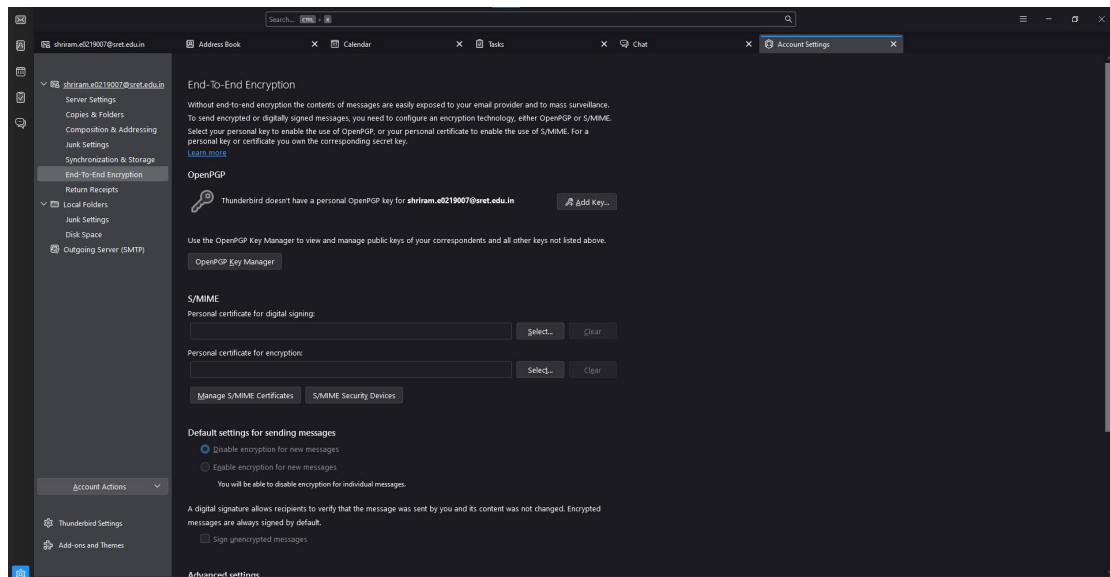 Search... CTRL + K
shriram.e0219007@sret.edu.in
Address Book
Calendar
Tasks
Chat
Account Settings
shriram.e0219007@sret.edu.in
Server Settings
Copies & Folders
Composition & Addressing
Junk Settings
Synchronization & Storage
End-To-End Encryption
Return Receipts
Local Folders
Junk Settings
Disk Space
Outgoing Server (SMTP)
Account Actions
Thunderbird Settings
Add-ons and Themes
End-To-End Encryption
Without end-to-end encryption the contents of messages are easily exposed to your email provider and to mass surveillance.
To send encrypted or digitally signed messages, you need to configure an encryption technology, either OpenPGP or S/MIME.
Select your personal key to enable the use of OpenPGP, or your personal certificate to enable the use of S/MIME. For a
personal key or certificate you own the corresponding secret key.
Learn more
OpenPGP
Thunderbird doesn't have a personal OpenPGP key for shriram.e0219007@sret.edu.in
Add Key...
Use the OpenPGP Key Manager to view and manage public keys of your correspondents and all other keys not listed above.
OpenPGP Key Manager
S/MIME
Personal certificate for digital signing:
Select... Clear
Personal certificate for encryption:
Select... Clear
Manage S/MIME Certificates S/MIME Security Devices
Default settings for sending messages
Disable encryption for new messages
Enable encryption for new messages
You will be able to disable encryption for individual messages.
A digital signature allows recipients to verify that the message was sent by you and its content was not changed. Encrypted
messages are always signed by default.
Sign unencrypted messages
Advanced settings